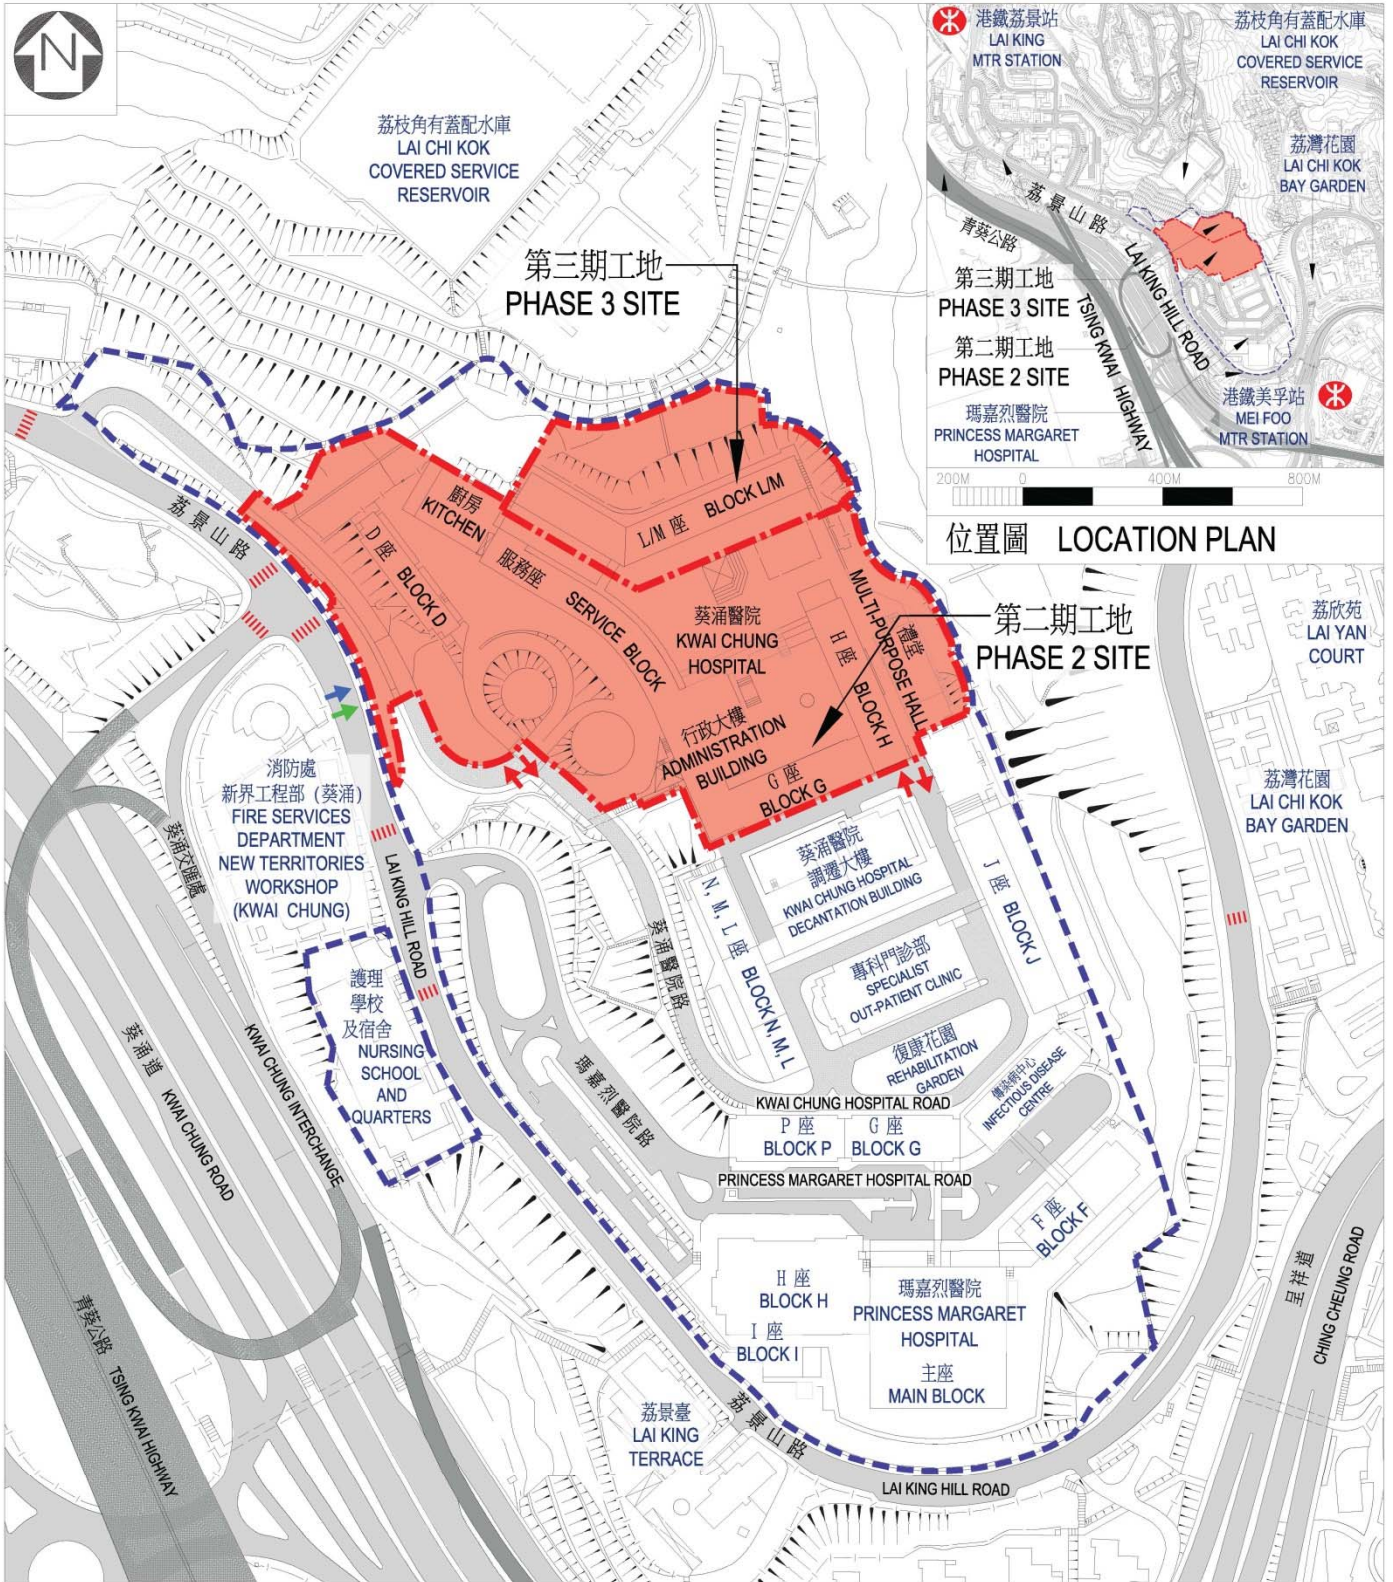 N
荔枝角有蓋配水庫
LAI CHI KOK
COVERED SERVICE
RESERVOIR
第三期工地
PHASE 3 SITE
港鐵荔景站
LAI KING
MTR STATION
荔枝角有蓋配水庫
LAI CHI KOK
COVERED SERVICE
RESERVOIR
荔灣花園
LAI CHI KOK
BAY GARDEN
荔景山路
LAI KING HILL ROAD
青葵公路
TSING KWAI HIGHWAY
第三期工地
PHASE 3 SITE
第二期工地
PHASE 2 SITE
瑪嘉烈醫院
PRINCESS MARGARET
HOSPITAL
港鐵美孚站
MEI FOO
MTR STATION
200M 0 400M 800M
位置圖 LOCATION PLAN
荔景山路
廚房
KITCHEN
D座 BLOCK D
服務座 SERVICE BLOCK
L/M 座 BLOCK L/M
葵涌醫院
KWAI CHUNG
HOSPITAL
禮堂
MULTI-PURPOSE HALL
H座 BLOCK H
第二期工地
PHASE 2 SITE
行政大樓
ADMINISTRATION
BUILDING
G 座
BLOCK G
荔欣苑
LAI YAN
COURT
荔灣花園
LAI CHI KOK
BAY GARDEN
消防處
新界工程部 (葵涌)
FIRE SERVICES
DEPARTMENT
NEW TERRITORIES
WORKSHOP
(KWAI CHUNG)
葵涌交匯處
KWAI CHUNG INTERCHANGE
LAI KING HILL ROAD
葵涌醫院
調遷大樓
KWAI CHUNG HOSPITAL
DECANTATION BUILDING
N, M, L 座 BLOCK N, M, L
J 座 BLOCK J
葵涌醫院路
專科門診部
SPECIALIST
OUT-PATIENT CLINIC
復康花園
REHABILITATION
GARDEN
傳染病中心
INFECTIOUS DISEASE
CENTRE
護理
學校
及宿舍
NURSING
SCHOOL
AND
QUARTERS
葵涌道 KWAI CHUNG ROAD
瑪嘉烈醫院路
KWAI CHUNG HOSPITAL ROAD
P 座
BLOCK P
G 座
BLOCK G
PRINCESS MARGARET HOSPITAL ROAD
F 座
BLOCK F
H 座
BLOCK H
I 座
BLOCK I
瑪嘉烈醫院
PRINCESS MARGARET
HOSPITAL
主座
MAIN BLOCK
呈祥道
CHING CHEUNG ROAD
青葵公路 TSING KWAI HIGHWAY
荔景臺
LAI KING
TERRACE
荔景山路
LAI KING HILL ROAD